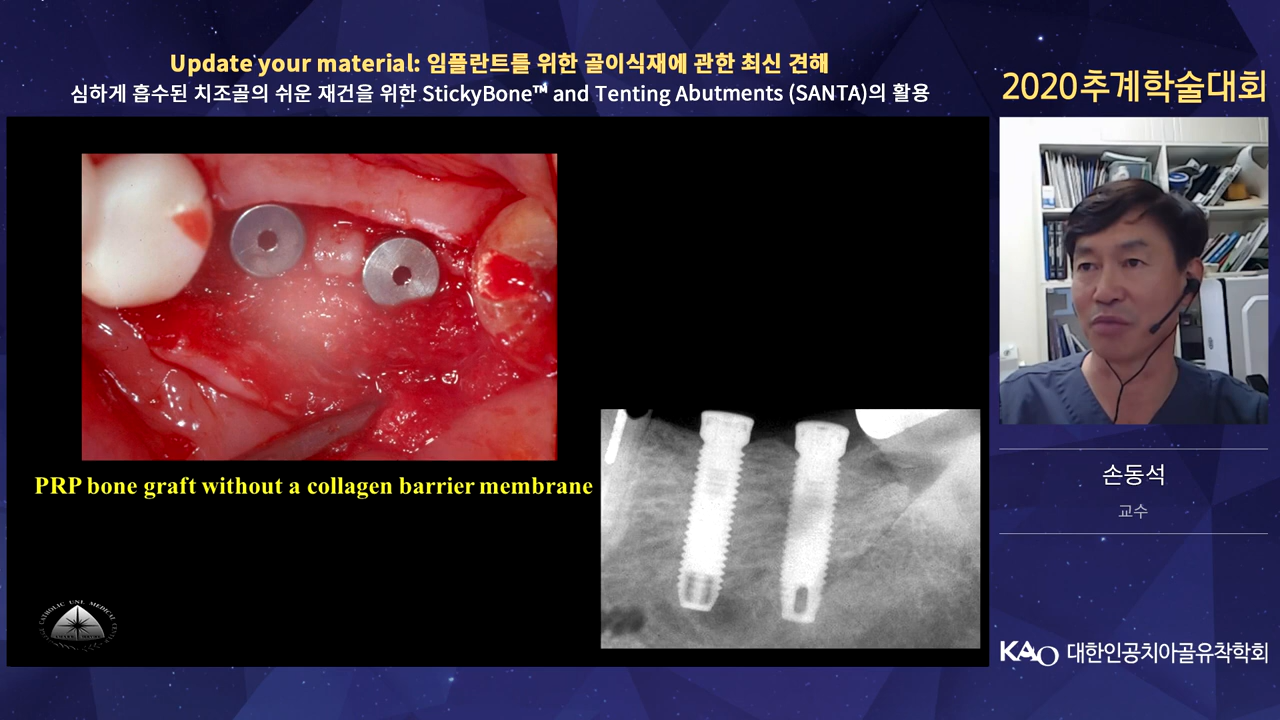 Update your material: 임플란트를 위한 골이식재에 관한 최신 견해
심하게 흡수된 치조골의 쉬운 재건을 위한 StickyBone™ and Tenting Abutments (SANTA)의 활용
2020추계학술대회
PRP bone graft without a collagen barrier membrane
CATHOLIC UNI. MEDICAL CENTER
손동석
교수
KAO 대한인공치아골유착학회